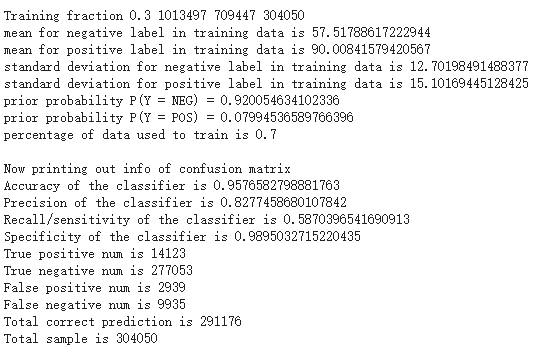 Training fraction 0.3 1013497 709447 304050
mean for negative label in training data is 57.51788617222944
mean for positive label in training data is 90.00841579420567
standard deviation for negative label in training data is 12.70198491488377
standard deviation for positive label in training data is 15.10169445128425
prior probability P(Y = NEG) = 0.920054634102336
prior probability P(Y = POS) = 0.07994536589766396
percentage of data used to train is 0.7
Now printing out info of confusion matrix
Accuracy of the classifier is 0.9576582798881763
Precision of the classifier is 0.8277458680107842
Recall/sensitivity of the classifier is 0.5870396541690913
Specificity of the classifier is 0.9895032715220435
True positive num is 14123
True negative num is 277053
False positive num is 2939
False negative num is 9935
Total correct prediction is 291176
Total sample is 304050